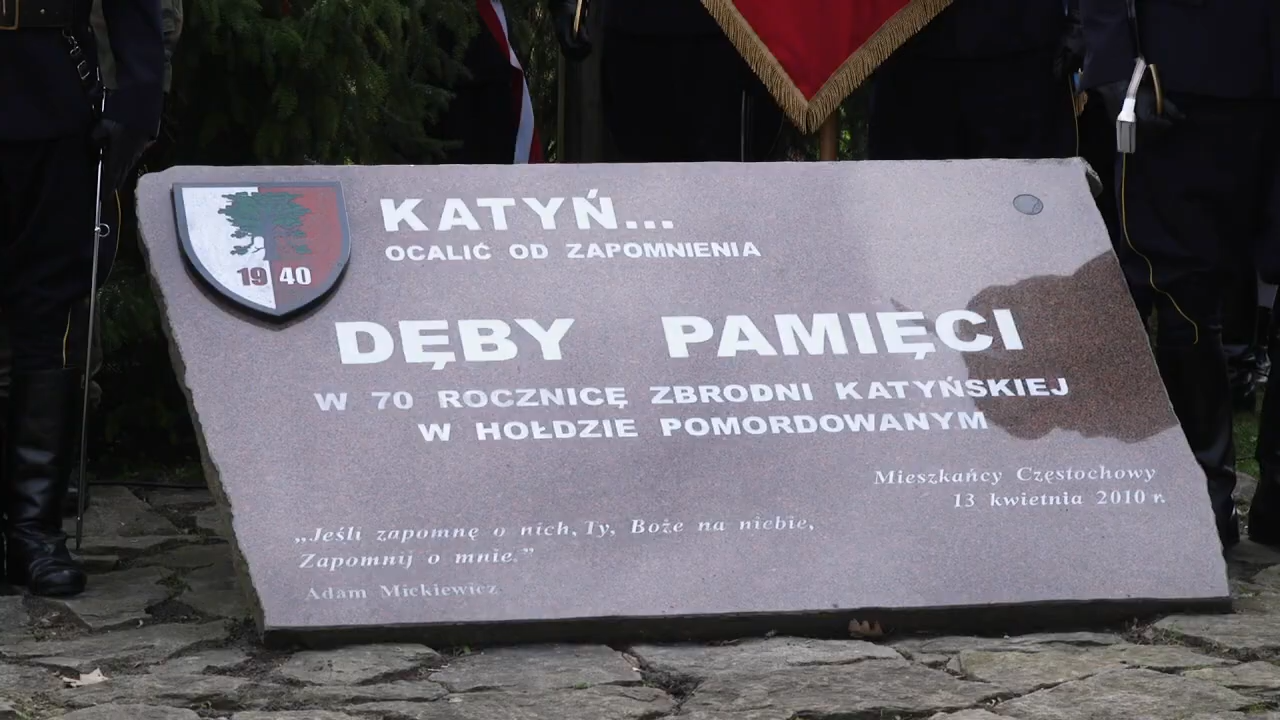 19 40
KATYŃ...
OCALIĆ OD ZAPOMNIENIA
DĘBY PAMIĘCI
W 70 ROCZNICĘ ZBRODNI KATYŃSKIEJ
W HOŁDZIE POMORDOWANYM
Mieszkańcy Częstochowy
13 kwietnia 2010 r.
„Jeśli zapomnę o nich, Ty, Boże na niebie,
Zapomnij o mnie."
Adam Mickiewicz